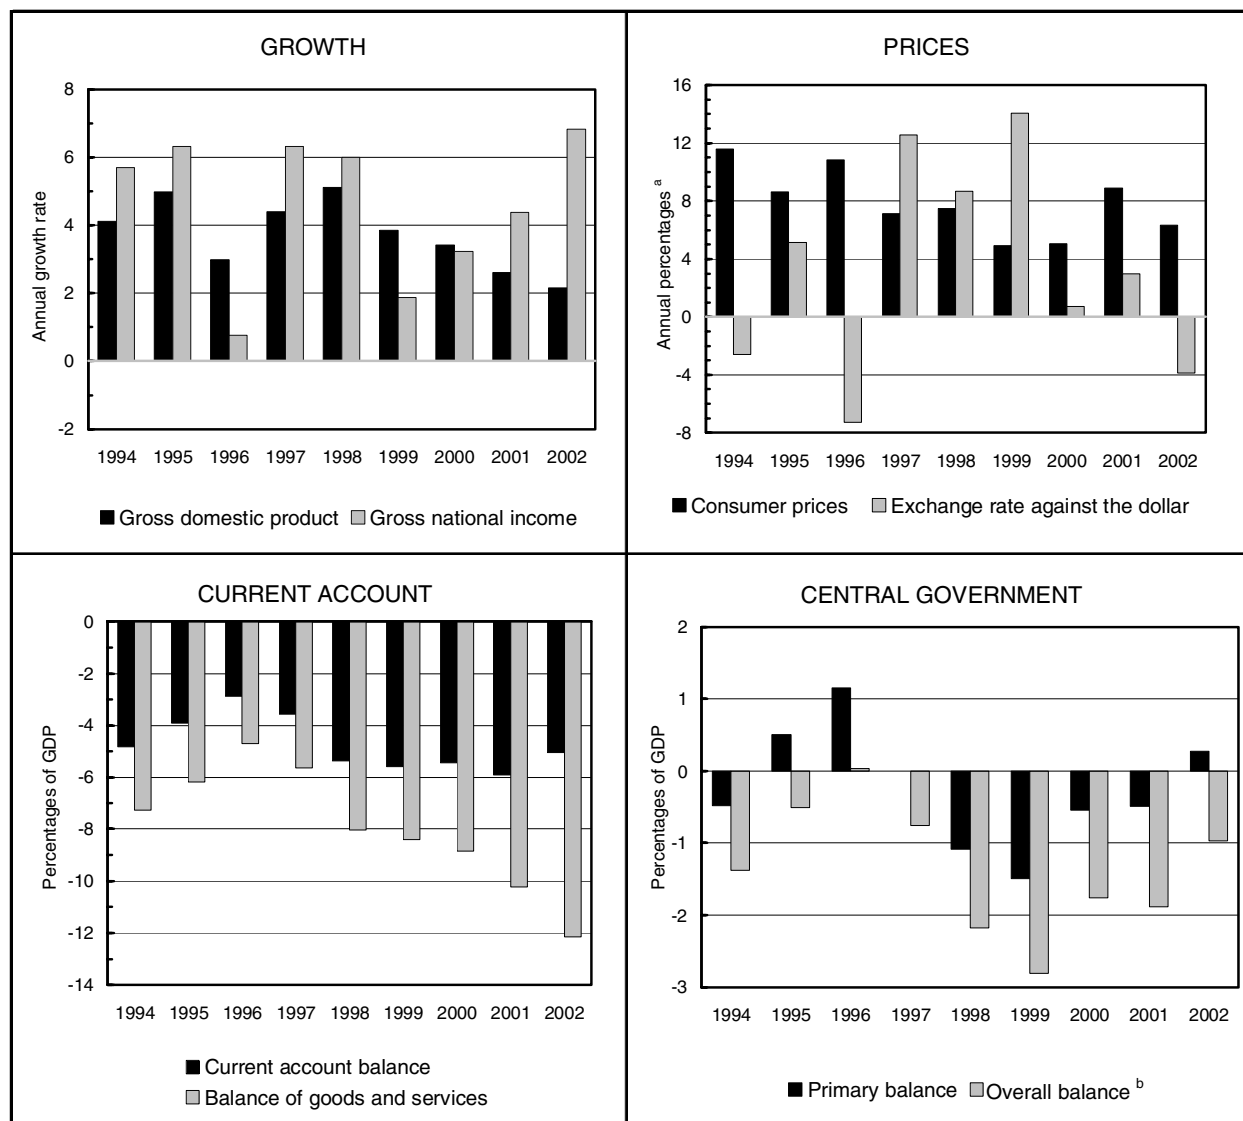 GROWTH
8
6
4
2
0
-2
Annual growth rate
1994 1995 1996 1997 1998 1999 2000 2001 2002
Gross domestic product Gross national income
PRICES
16
12
8
4
0
-4
-8
Annual percentages a
1994 1995 1996 1997 1998 1999 2000 2001 2002
Consumer prices Exchange rate against the dollar
CURRENT ACCOUNT
0
-2
-4
-6
-8
-10
-12
-14
Percentages of GDP
1994 1995 1996 1997 1998 1999 2000 2001 2002
Current account balance
Balance of goods and services
CENTRAL GOVERNMENT
2
1
0
-1
-2
-3
Percentages of GDP
1994 1995 1996 1997 1998 1999 2000 2001 2002
Primary balance Overall balance b